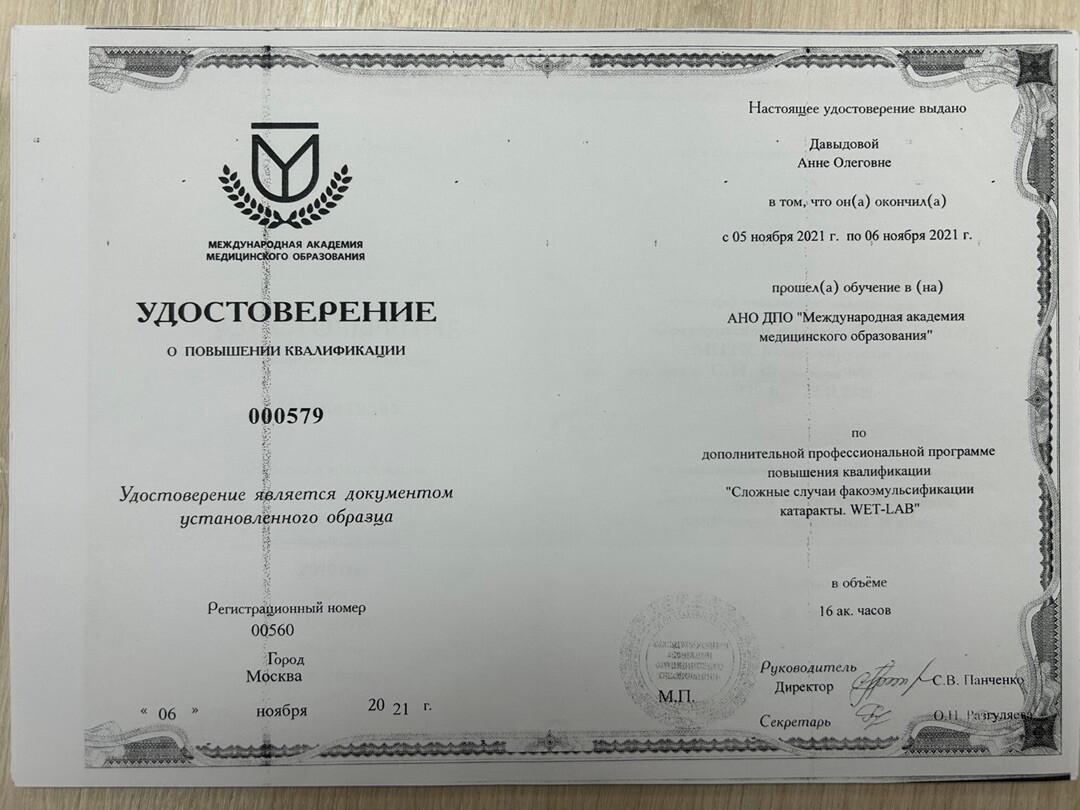 МЕЖДУНАРОДНАЯ АКАДЕМИЯ
МЕДИЦИНСКОГО ОБРАЗОВАНИЯ
УДОСТОВЕРЕНИЕ
О ПОВЫШЕНИИ КВАЛИФИКАЦИИ
000579
Удостоверение является документом
установленного образца
Регистрационный номер
00560
Город
Москва
« 06 » ноября 20 21 г.
Настоящее удостоверение выдано
Давыдовой
Анне Олеговне
в том, что он(а) окончил(а)
с 05 ноября 2021 г. по 06 ноября 2021 г.
прошел(а) обучение в (на)
АНО ДПО "Международная академия
медицинского образования"
по
дополнительной профессиональной программе
повышения квалификации
"Сложные случаи факоэмульсификации
катаракты. WET-LAB"
в объёме
16 ак. часов
М.П.
Руководитель
Директор С.В. Панченко
Секретарь О.П. Разгуляева